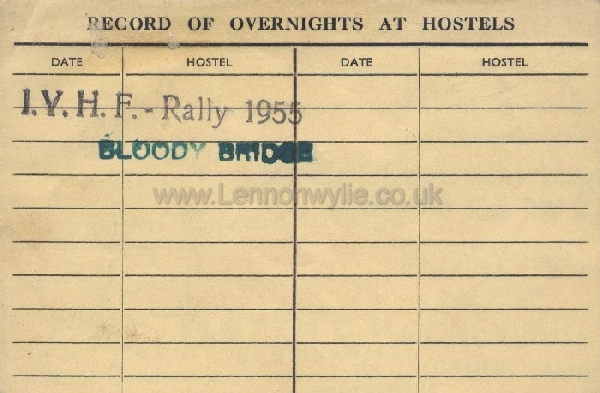 RECORD OF OVERNIGHTS AT HOSTELS
DATE HOSTEL DATE HOSTEL
I.Y.H.F. - Rally 1955
BLOODY BRIDGE
www.Lennonwylie.co.uk